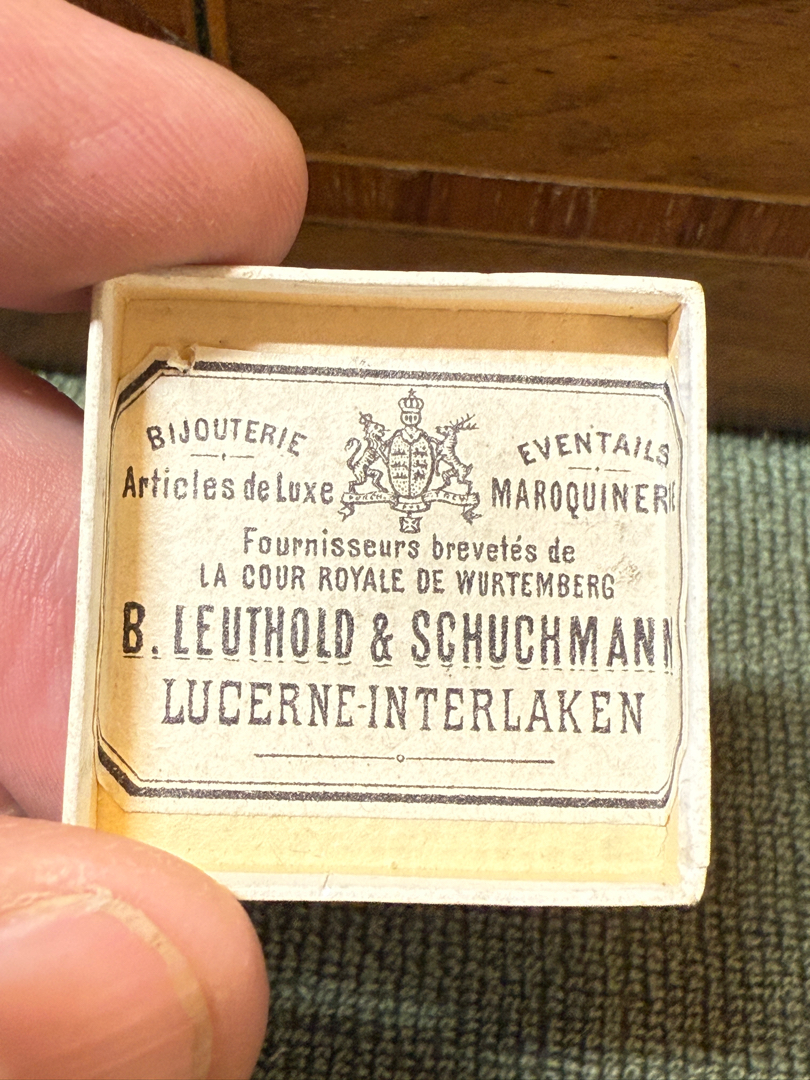 BIJOUTERIE
Articles de Luxe
EVENTAILS
MAROQUINERIE
Fournisseurs brevetés de
LA COUR ROYALE DE WURTEMBERG
B. LEUTHOLD & SCHUCHMANN
LUCERNE-INTERLAKEN